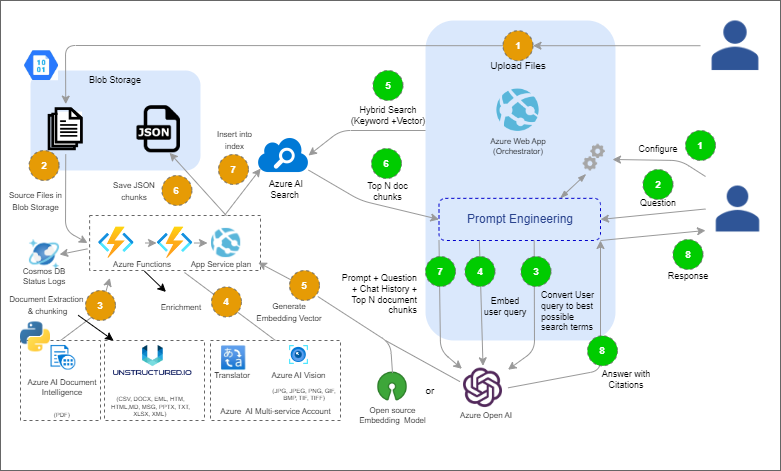 1
Upload Files
10
01
Blob Storage
5
Hybrid Search
(Keyword +Vector)
Azure Web App
(Orchestrator)
JSON
Insert into
index
2
7
Azure AI
Search
6
Top N doc
chunks
Configure
1
2
Question
Source Files in
Blob Storage
Save JSON
chunks
6
Prompt Engineering
8
Response
Azure Functions
App Service plan
Cosmos DB
Status Logs
Document Extraction
& chunking
3
Enrichment
4
5
Generate
Embedding Vector
7
4
3
Prompt + Question
+ Chat History +
Top N document
chunks
Embed
user query
Convert User
query to best
possible
search terms
8
Answer with
Citations
Azure AI Document
Intelligence
(PDF)
UNSTRUCTURED.IO
(CSV, DOCX, EML, HTM,
HTML,MD, MSG, PPTX, TXT,
XLSX, XML)
Translator
Azure AI Vision
(JPG, JPEG, PNG, GIF,
BMP, TIF, TIFF)
Azure AI Multi-service Account
Open source
Embedding Model
or
Azure Open AI